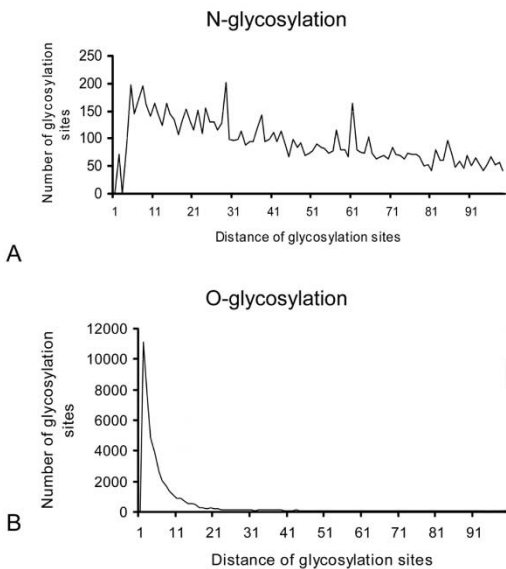 N-glycosylation
Number of glycosylation
sites
250
200
150
100
50
0
1 11 21 31 41 51 61 71 81 91
Distance of glycosylation sites
A
O-glycosylation
Number of glycosylation
sites
12000
10000
8000
6000
4000
2000
0
1 11 21 31 41 51 61 71 81 91
Distance of glycosylation sites
B